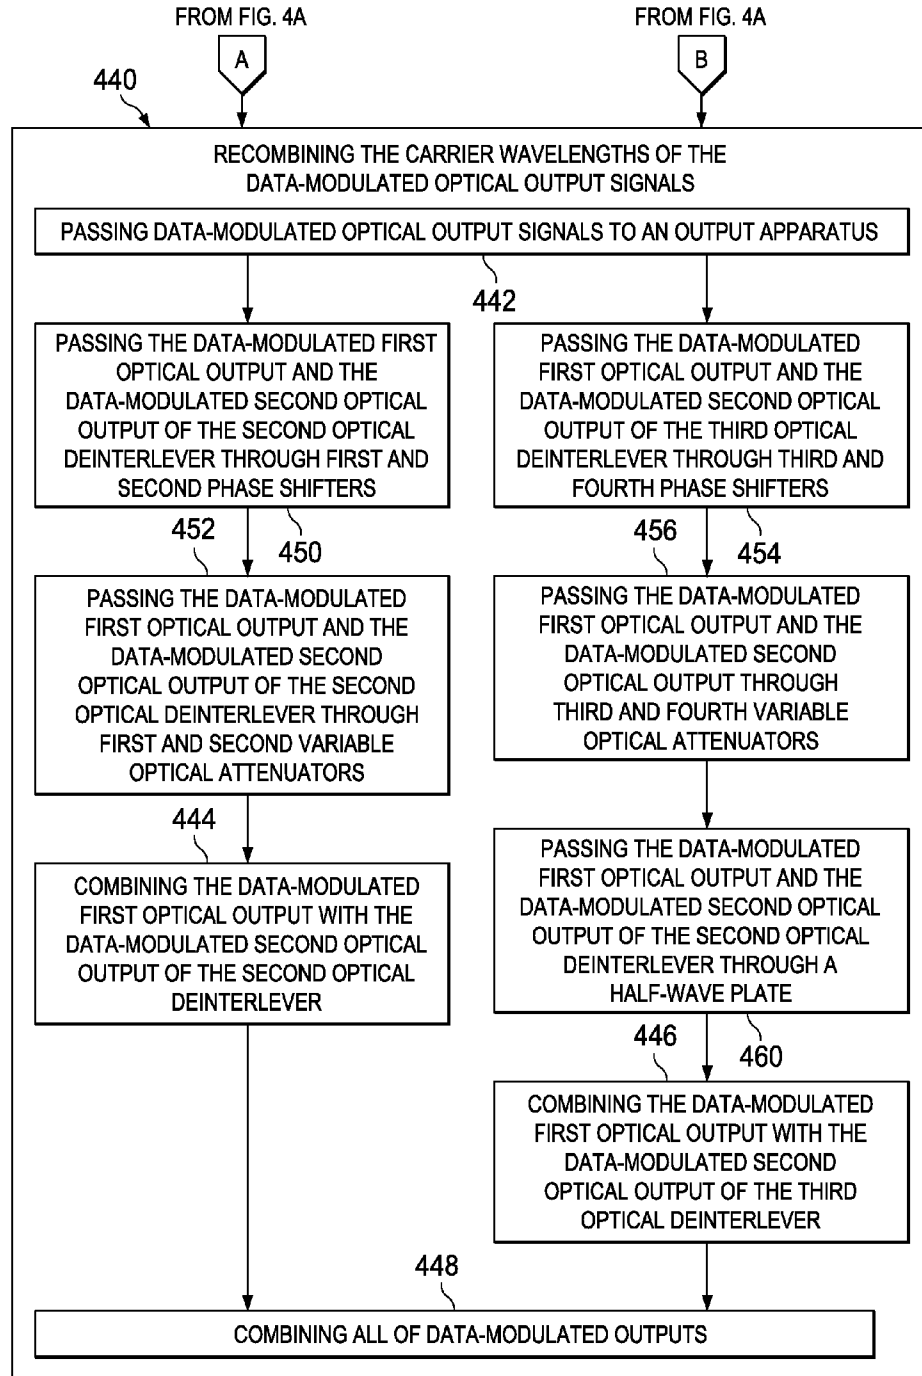 FROM FIG. 4A
FROM FIG. 4A
A
B
440
RECOMBINING THE CARRIER WAVELENGTHS OF THE
DATA-MODULATED OPTICAL OUTPUT SIGNALS
PASSING DATA-MODULATED OPTICAL OUTPUT SIGNALS TO AN OUTPUT APPARATUS
442
PASSING THE DATA-MODULATED FIRST
OPTICAL OUTPUT AND THE
DATA-MODULATED SECOND OPTICAL
OUTPUT OF THE SECOND OPTICAL
DEINTERLEVER THROUGH FIRST AND
SECOND PHASE SHIFTERS
450
PASSING THE DATA-MODULATED
FIRST OPTICAL OUTPUT AND THE
DATA-MODULATED SECOND OPTICAL
OUTPUT OF THE THIRD OPTICAL
DEINTERLEVER THROUGH THIRD AND
FOURTH PHASE SHIFTERS
454
452
PASSING THE DATA-MODULATED
FIRST OPTICAL OUTPUT AND THE
DATA-MODULATED SECOND
OPTICAL OUTPUT OF THE SECOND
OPTICAL DEINTERLEVER THROUGH
FIRST AND SECOND VARIABLE
OPTICAL ATTENUATORS
456
PASSING THE DATA-MODULATED
FIRST OPTICAL OUTPUT AND THE
DATA-MODULATED SECOND
OPTICAL OUTPUT THROUGH
THIRD AND FOURTH VARIABLE
OPTICAL ATTENUATORS
444
COMBINING THE DATA-MODULATED
FIRST OPTICAL OUTPUT WITH THE
DATA-MODULATED SECOND OPTICAL
OUTPUT OF THE SECOND OPTICAL
DEINTERLEVER
PASSING THE DATA-MODULATED
FIRST OPTICAL OUTPUT AND THE
DATA-MODULATED SECOND OPTICAL
OUTPUT OF THE SECOND OPTICAL
DEINTERLEVER THROUGH A
HALF-WAVE PLATE
460
446
COMBINING THE DATA-MODULATED
FIRST OPTICAL OUTPUT WITH THE
DATA-MODULATED SECOND
OPTICAL OUTPUT OF THE THIRD
OPTICAL DEINTERLEVER
448
COMBINING ALL OF DATA-MODULATED OUTPUTS